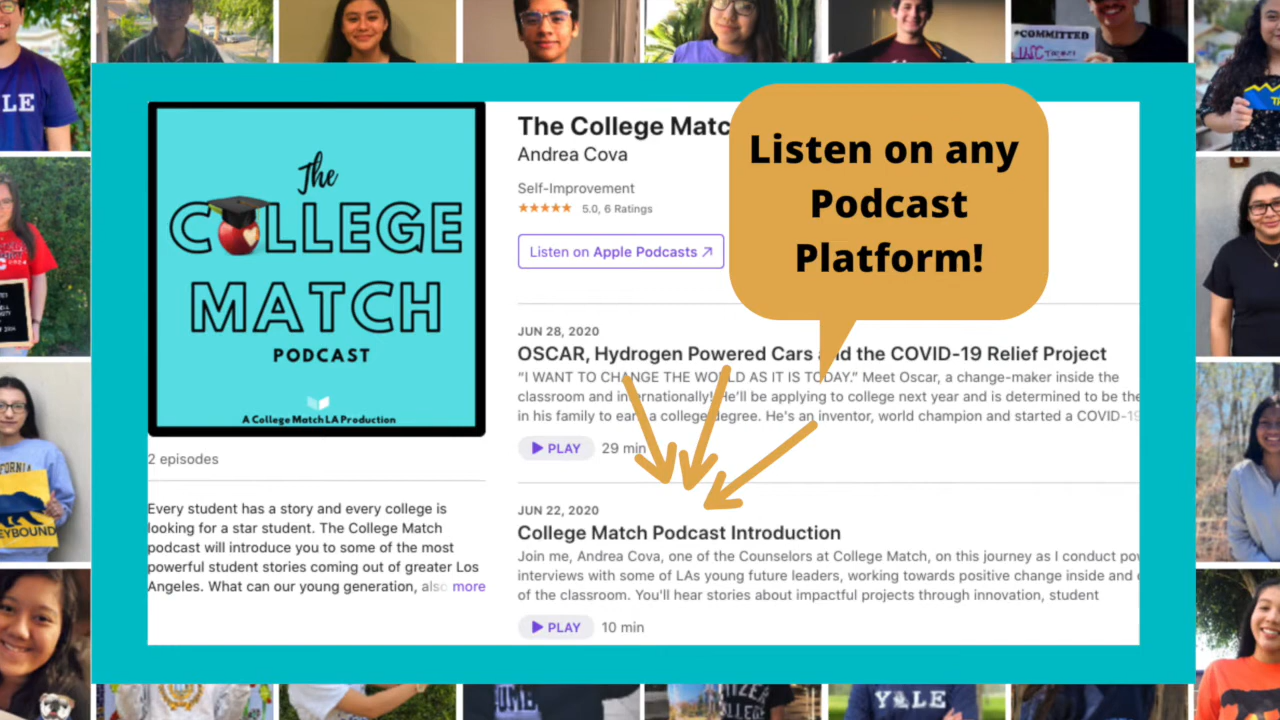 *COMMITTED
The
COLLEGE
MATCH
PODCAST
A College Match LA Production
2 episodes
Every student has a story and every college is
looking for a star student. The College Match
podcast will introduce you to some of the most
powerful student stories coming out of greater Los
Angeles. What can our young generation, also more
The College Matc
Andrea Cova
Self-Improvement
★★★★★ 5.0, 6 Ratings
Listen on Apple Podcasts ↗
Listen on any
Podcast
Platform!
JUN 28, 2020
OSCAR, Hydrogen Powered Cars and the COVID-19 Relief Project
“I WANT TO CHANGE THE WORLD AS IT IS TODAY.” Meet Oscar, a change-maker inside the
classroom and internationally! He’ll be applying to college next year and is determined to be the
in his family to earn a college degree. He's an inventor, world champion and started a COVID-19
▶ PLAY 29 min
JUN 22, 2020
College Match Podcast Introduction
Join me, Andrea Cova, one of the Counselors at College Match, on this journey as I conduct pow
interviews with some of LAs young future leaders, working towards positive change inside and
of the classroom. You'll hear stories about impactful projects through innovation, student
▶ PLAY 10 min
LE
EYBOUND
YALE